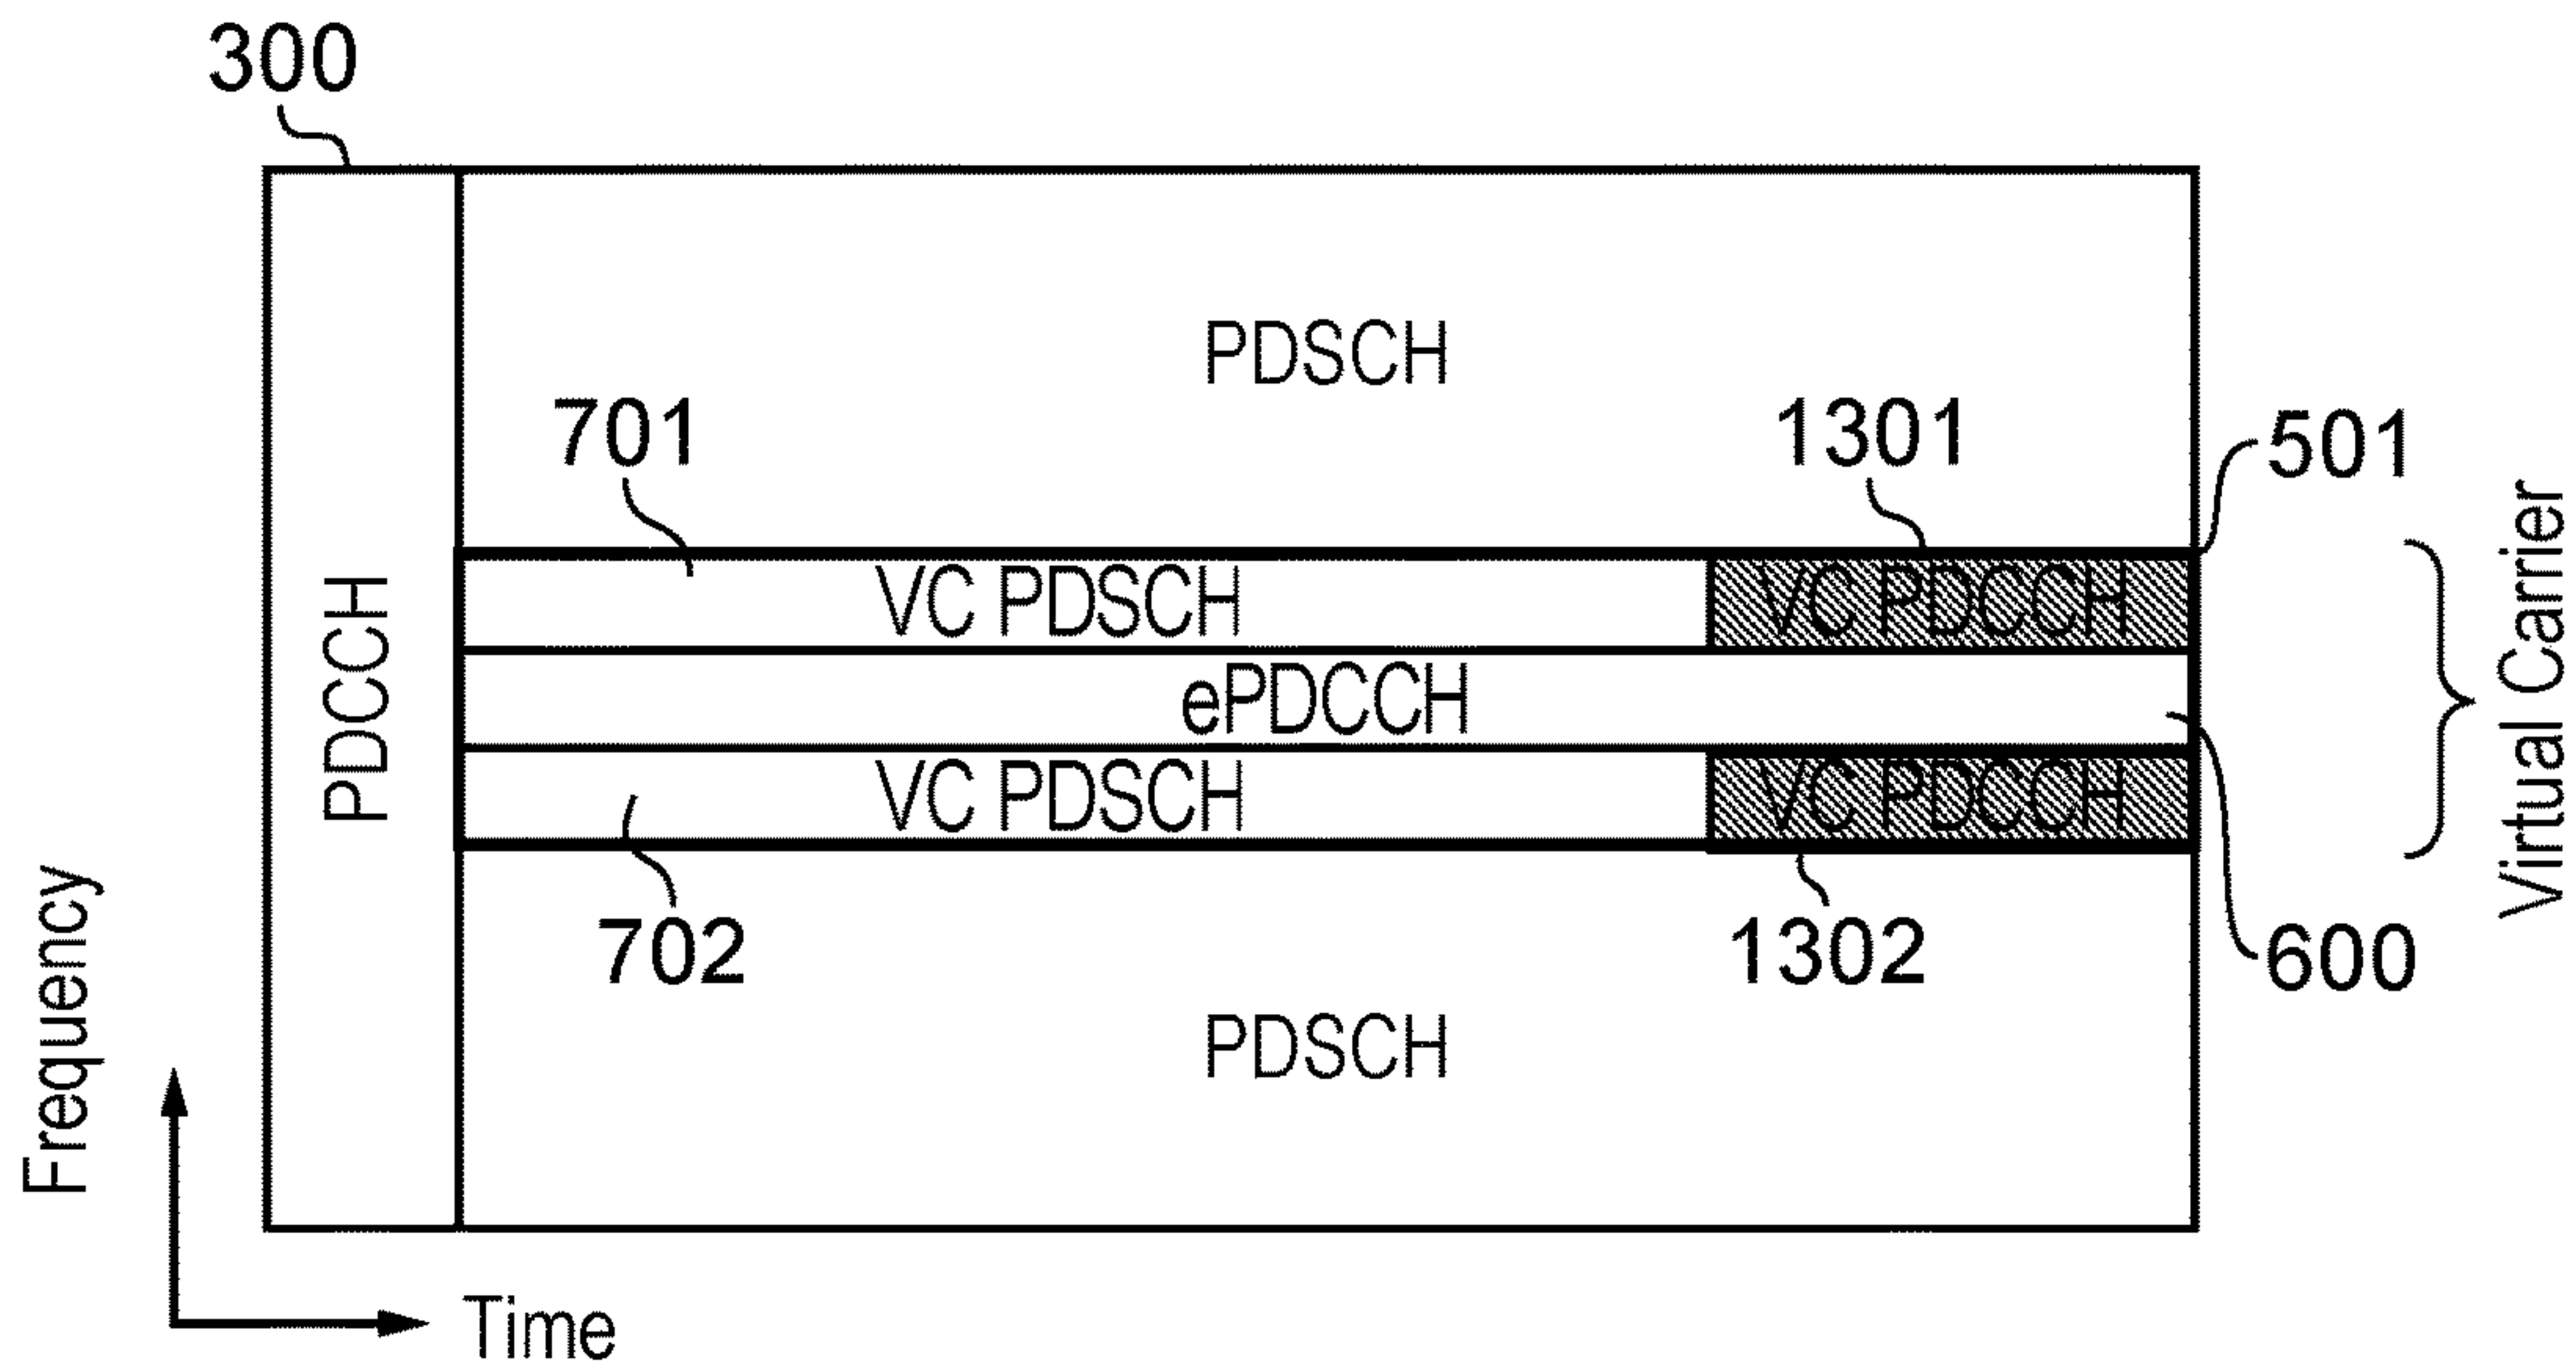 300
PDSCH
701
1301
501
VC PDSCH
VC PDCCH
PDCCH
ePDCCH
Virtual Carrier
VC PDSCH
VC PDCCH
702
1302
600
PDSCH
Frequency
Time